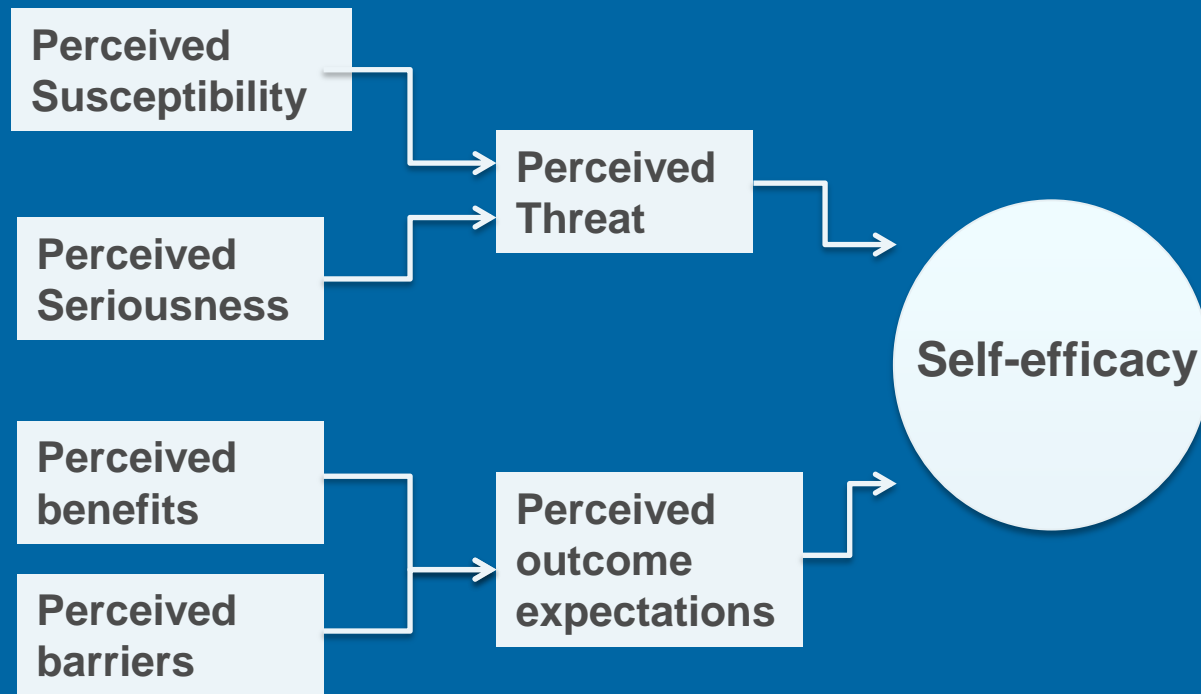 Perceived
Susceptibility
Perceived
Seriousness
Perceived
Threat
Self-efficacy
Perceived
benefits
Perceived
barriers
Perceived
outcome
expectations